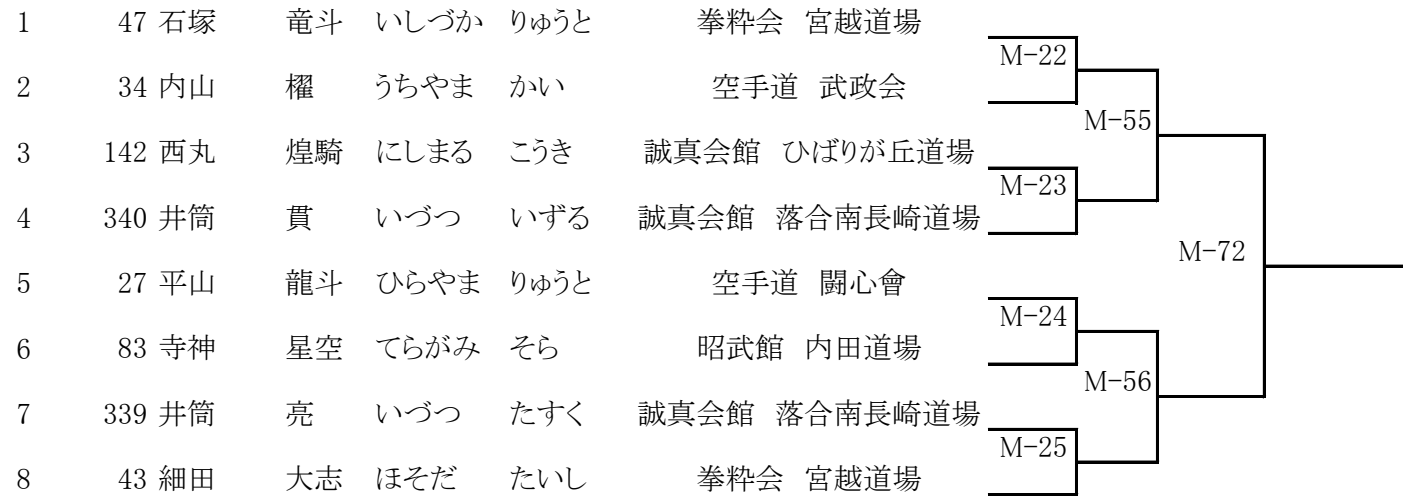 1 47 石塚 竜斗 いしづか りゅうと 拳粋会 宮越道場
M-22
2 34 内山 櫂 うちやま かい 空手道 武政会
M-55
3 142 西丸 煌騎 にしまる こうき 誠真会館 ひばりが丘道場
M-23
4 340 井筒 貫 いづつ いずる 誠真会館 落合南長崎道場
M-72
5 27 平山 龍斗 ひらやま りゅうと 空手道 闘心會
M-24
6 83 寺神 星空 てらがみ そら 昭武館 内田道場
M-56
7 339 井筒 亮 いづつ たすく 誠真会館 落合南長崎道場
M-25
8 43 細田 大志 ほそだ たいし 拳粋会 宮越道場